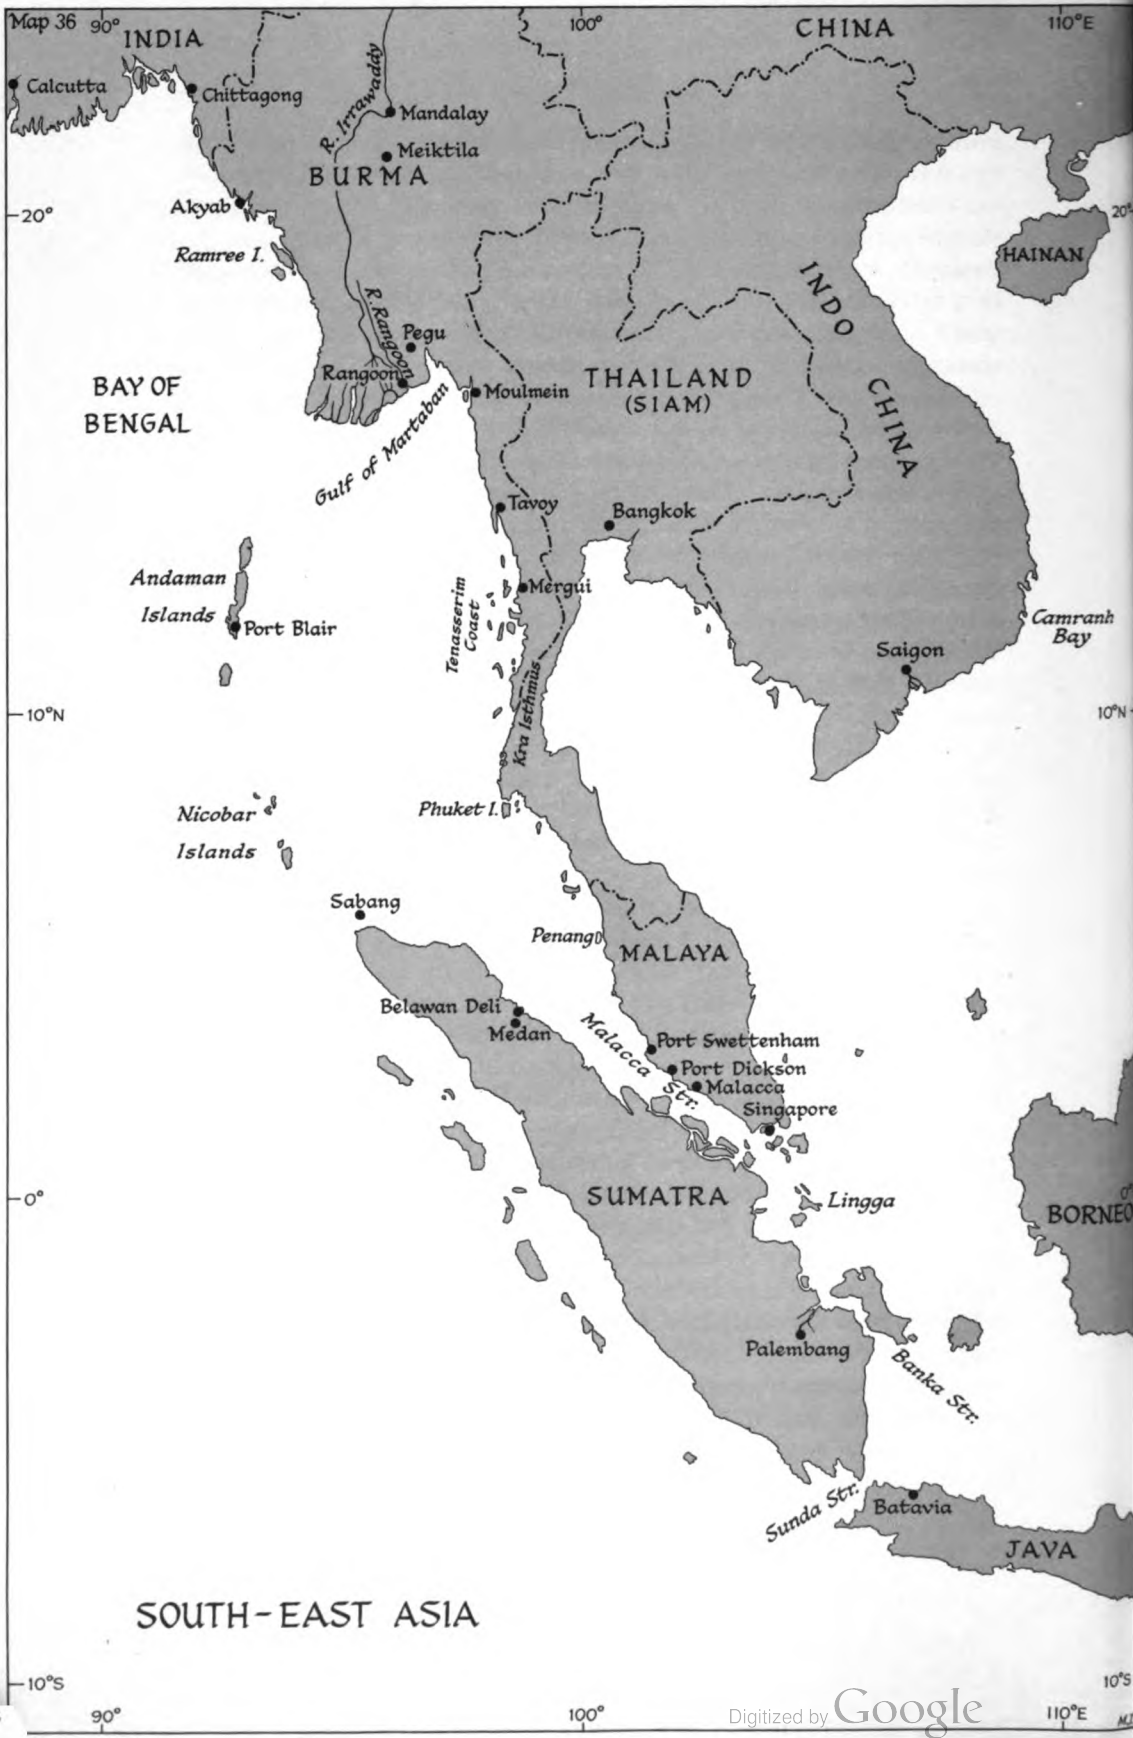 Map 36
90°
100°
110°E
INDIA
CHINA
Calcutta
Chittagong
R. Irrawaddy
Mandalay
Meiktila
BURMA
Akyab
20°
20°
Ramree I.
HAINAN
INDO
CHINA
R. Rangoon
Pegu
Rangoon
Moulmein
THAILAND
(SIAM)
BAY OF
BENGAL
Gulf of Martaban
Tavoy
Bangkok
Andaman
Islands
Port Blair
Mergui
Tenasserim
Coast
Camranh
Bay
Saigon
10°N
10°N
Kra Isthmus
Phuket I.
Nicobar
Islands
Sabang
Penang
MALAYA
Belawan Deli
Medan
Malacca Str.
Port Swettenham
Port Dickson
Malacca
Singapore
0°
0°
SUMATRA
Lingga
BORNEO
Palembang
Banka Str.
Sunda Str.
Batavia
JAVA
SOUTH-EAST ASIA
10°S
10°S
90°
100°
110°E
Digitized by Google